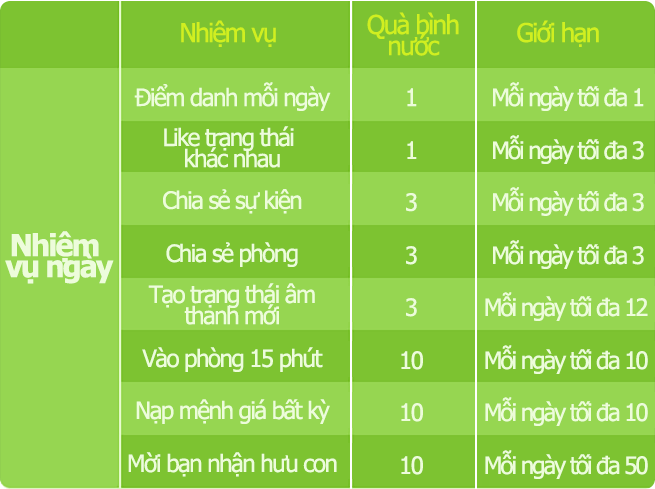 Nhiệm vụ
Quà bình
nước
Giới hạn
Nhiệm
vụ ngày
Điểm danh mỗi ngày
1
Mỗi ngày tối đa 1
Like trạng thái
khác nhau
1
Mỗi ngày tối đa 3
Chia sẻ sự kiện
3
Mỗi ngày tối đa 3
Chia sẻ phòng
3
Mỗi ngày tối đa 3
Tạo trạng thái âm
thanh mới
3
Mỗi ngày tối đa 12
Vào phòng 15 phút
10
Mỗi ngày tối đa 10
Nạp mệnh giá bất kỳ
10
Mỗi ngày tối đa 10
Mời bạn nhận hưu con
10
Mỗi ngày tối đa 50